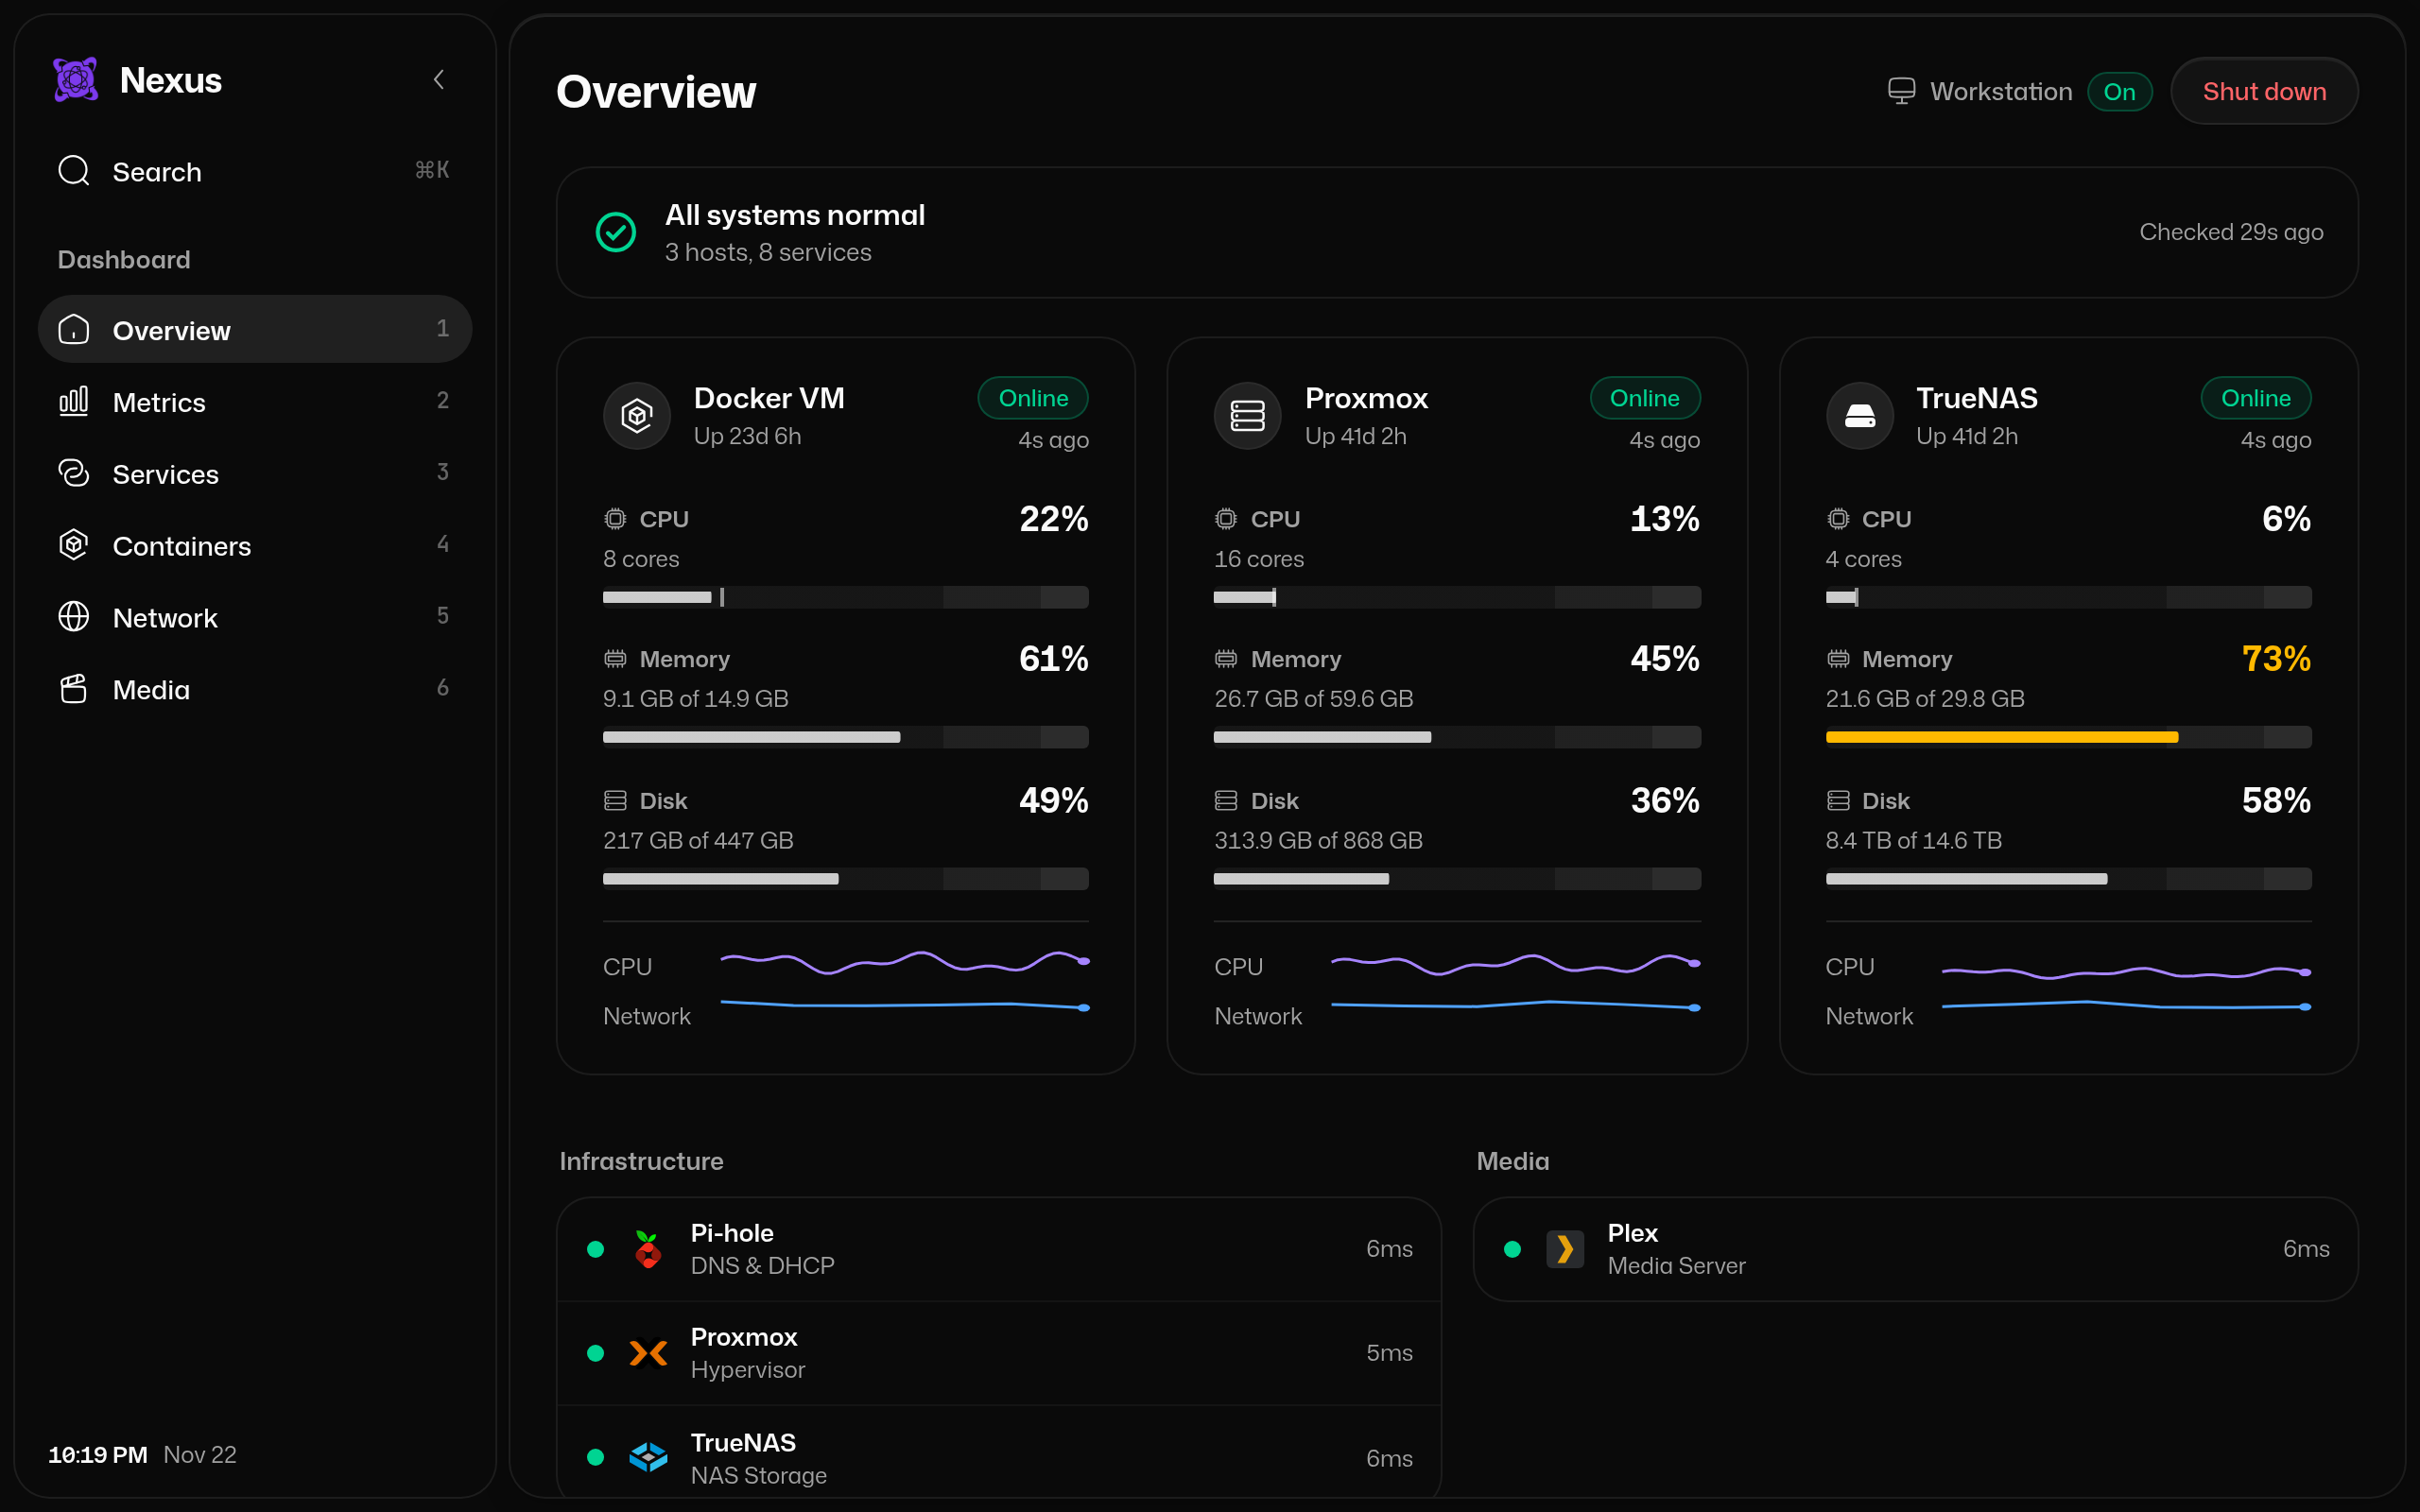 Nexus
Search ⌘K
Dashboard
Overview 1
Metrics 2
Services 3
Containers 4
Network 5
Media 6
10:19 PM Nov 22
Overview
Workstation On Shut down
All systems normal
3 hosts, 8 services
Checked 29s ago
Docker VM Online
Up 23d 6h 4s ago
CPU 22%
8 cores
Memory 61%
9.1 GB of 14.9 GB
Disk 49%
217 GB of 447 GB
CPU
Network
Proxmox Online
Up 41d 2h 4s ago
CPU 13%
16 cores
Memory 45%
26.7 GB of 59.6 GB
Disk 36%
313.9 GB of 868 GB
CPU
Network
TrueNAS Online
Up 41d 2h 4s ago
CPU 6%
4 cores
Memory 73%
21.6 GB of 29.8 GB
Disk 58%
8.4 TB of 14.6 TB
CPU
Network
Infrastructure
Pi-hole
DNS & DHCP
6ms
Proxmox
Hypervisor
5ms
TrueNAS
NAS Storage
6ms
Media
Plex
Media Server
6ms